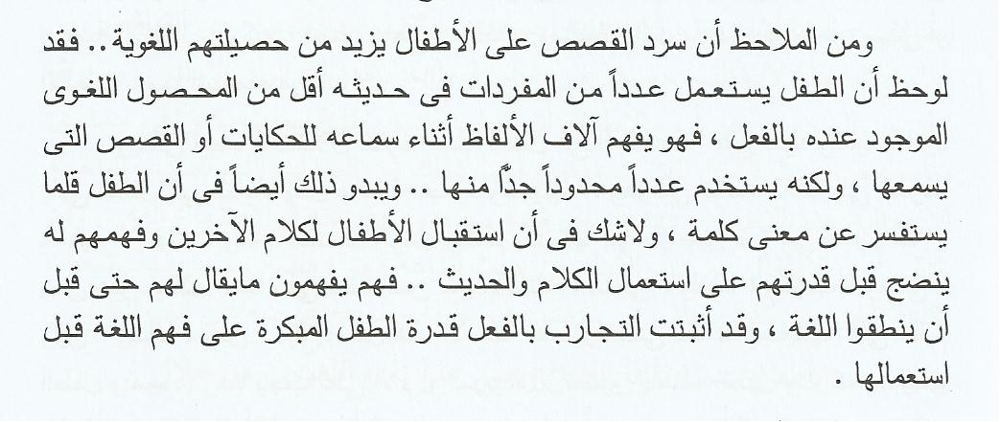 ومن الملاحظ أن سرد القصص على الأطفال يزيد من حصيلتهم اللغوية .. فقد
لوحظ أن الطفل يستعمل عدداً من المفردات فى حديثه أقل من المحصول اللغوى
الموجود عنده بالفعل ، فهو يفهم آلاف الألفاظ أثناء سماعه للحكايات أو القصص التى
يسمعها ، ولكنه يستخدم عدداً محدوداً جدّاً منها .. ويبدو ذلك أيضاً فى أن الطفل قلما
يستفسر عن معنى كلمة ، ولاشك فى أن استقبال الأطفال لكلام الآخرين وفهمهم له
ينضج قبل قدرتهم على استعمال الكلام والحديث .. فهم يفهمون مايقال لهم حتى قبل
أن ينطقوا اللغة ، وقد أثبتت التجارب بالفعل قدرة الطفل المبكرة على فهم اللغة قبل
استعمالها .